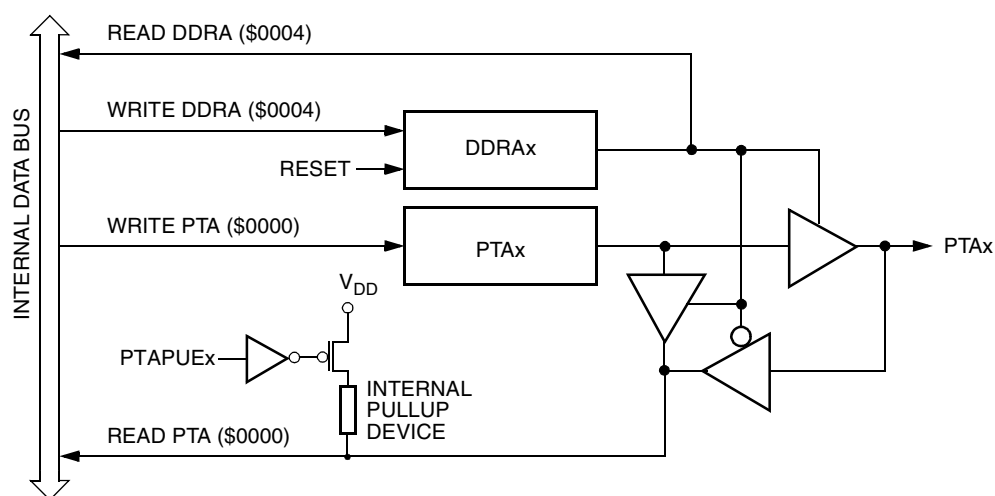 READ DDRA ($0004)
WRITE DDRA ($0004)
DDRAx
RESET
INTERNAL DATA BUS
WRITE PTA ($0000)
PTAx
PTAx
VDD
PTAPUEx
INTERNAL
PULLUP
DEVICE
READ PTA ($0000)